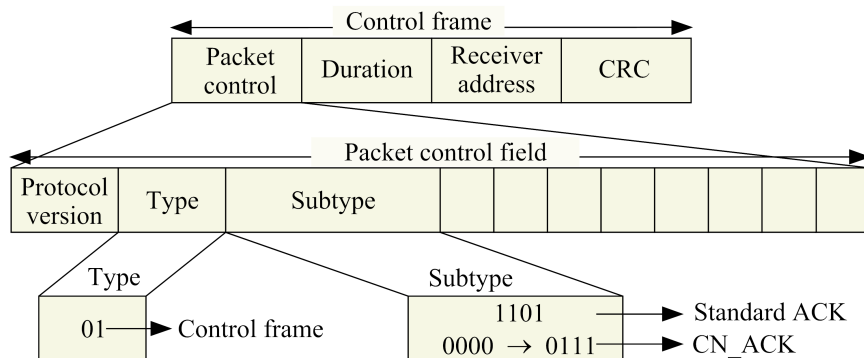 Control frame
Packet control
Duration
Receiver address
CRC
Packet control field
Protocol version
Type
Subtype
Type
Subtype
01
Control frame
1101
Standard ACK
0000 → 0111
CN_ACK